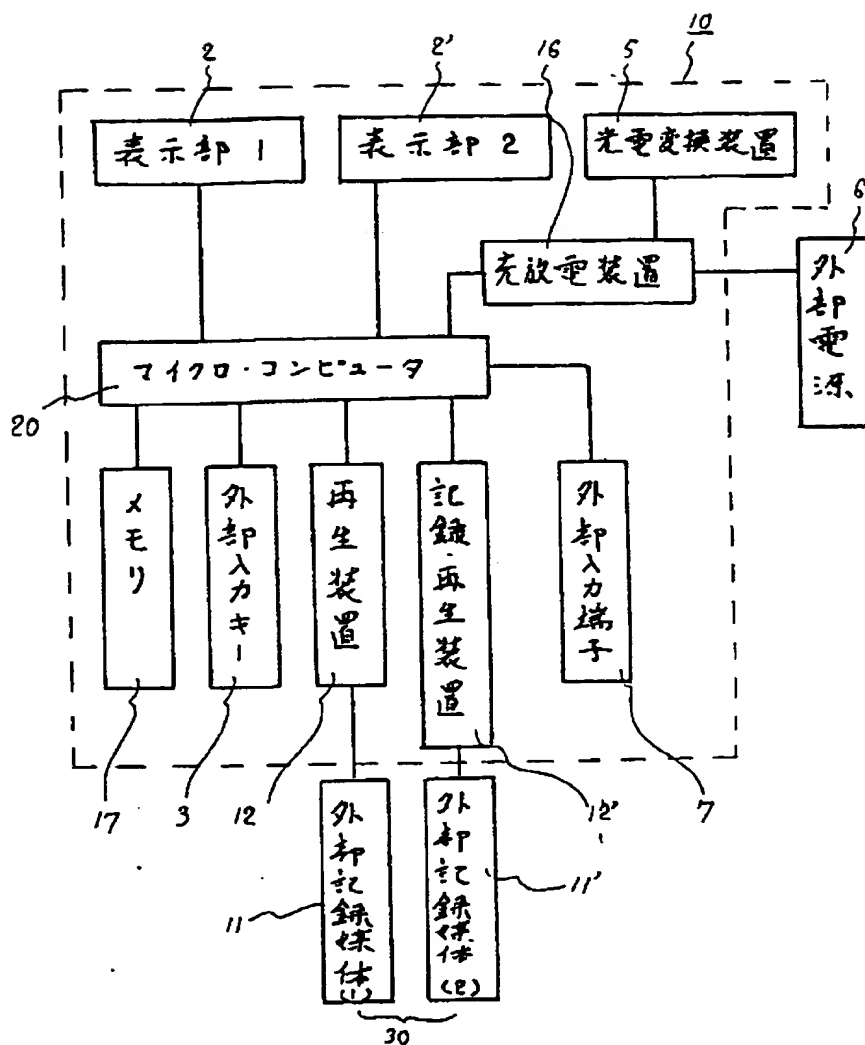 10
2
2'
16
5
表示部 1
表示部 2
光電変換装置
6
充放電装置
外部電源
マイクロ・コンピュータ
20
メモリ
外部入力キー
再生装置
記録・再生装置
外部入力端子
17
3
12
12'
7
外部記録媒体(1)
外部記録媒体(2)
11
11'
30